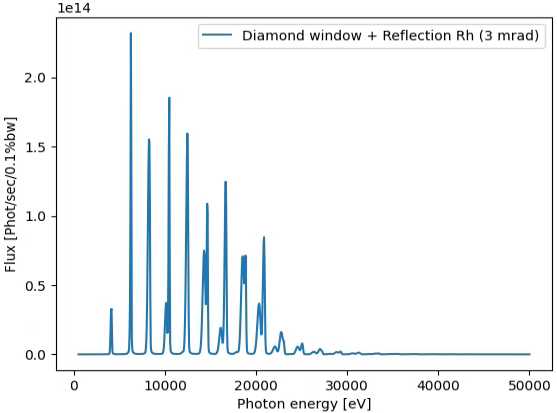 1e14
Diamond window + Reflection Rh (3 mrad)
2.0
1.5
1.0
0.5
0.0
Flux [Phot/sec/0.1%bw]
0 10000 20000 30000 40000 50000
Photon energy [eV]